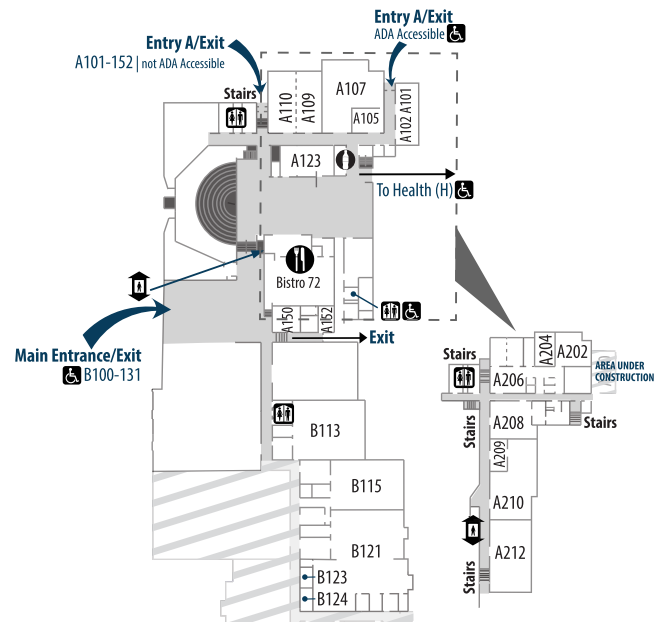 Entry A/Exit
ADA Accessible
Entry A/Exit
A101-152 | not ADA Accessible
Stairs
A110
A109
A107
A105
A102
A101
A123
To Health (H)
Bistro 72
A150
A152
Exit
Main Entrance/Exit
B100-131
B113
B115
B121
B123
B124
Stairs
A204
A202
A206
AREA UNDER
CONSTRUCTION
Stairs
A208
Stairs
A209
A210
A212
Stairs